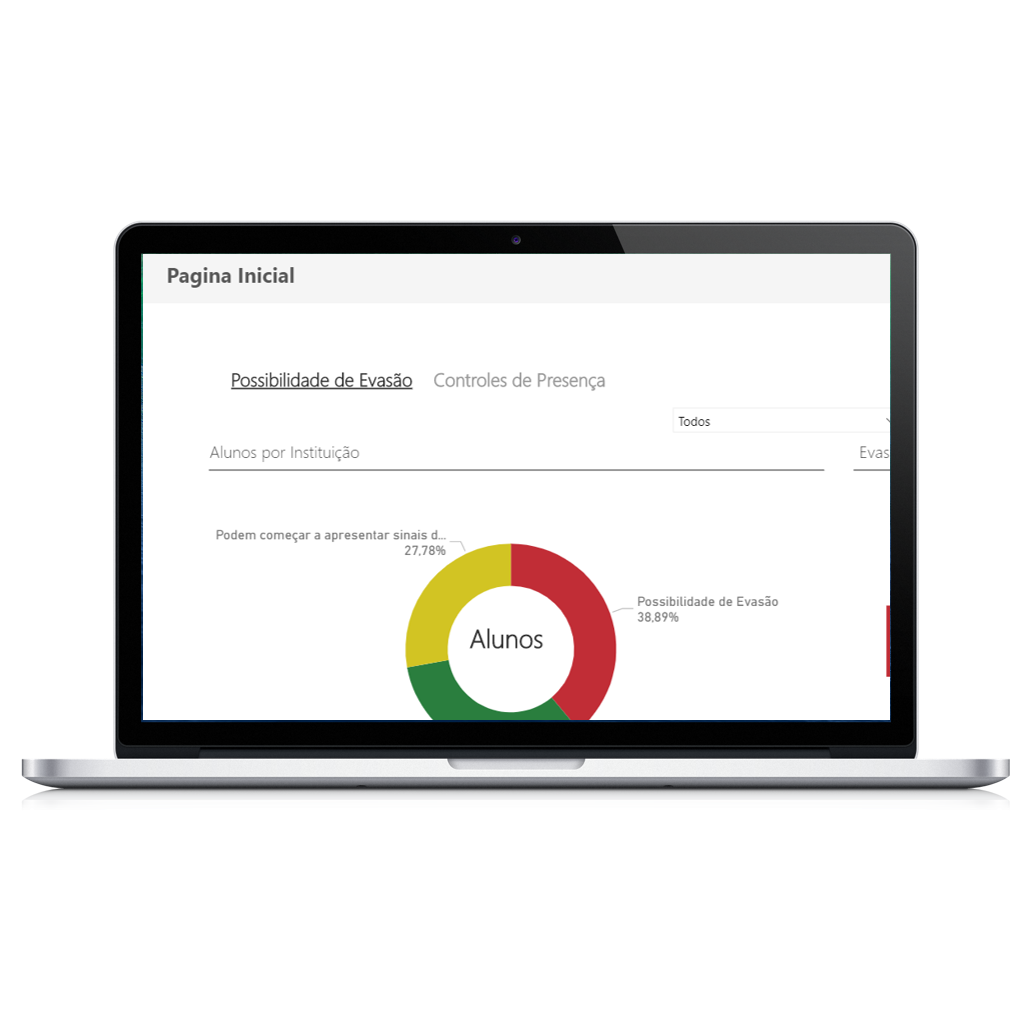 Pagina Inicial
Possibilidade de Evasão Controles de Presença
Todos
Alunos por Instituição
Evas
Podem começar a apresentar sinais d...
27,78%
Possibilidade de Evasão
38,89%
Alunos